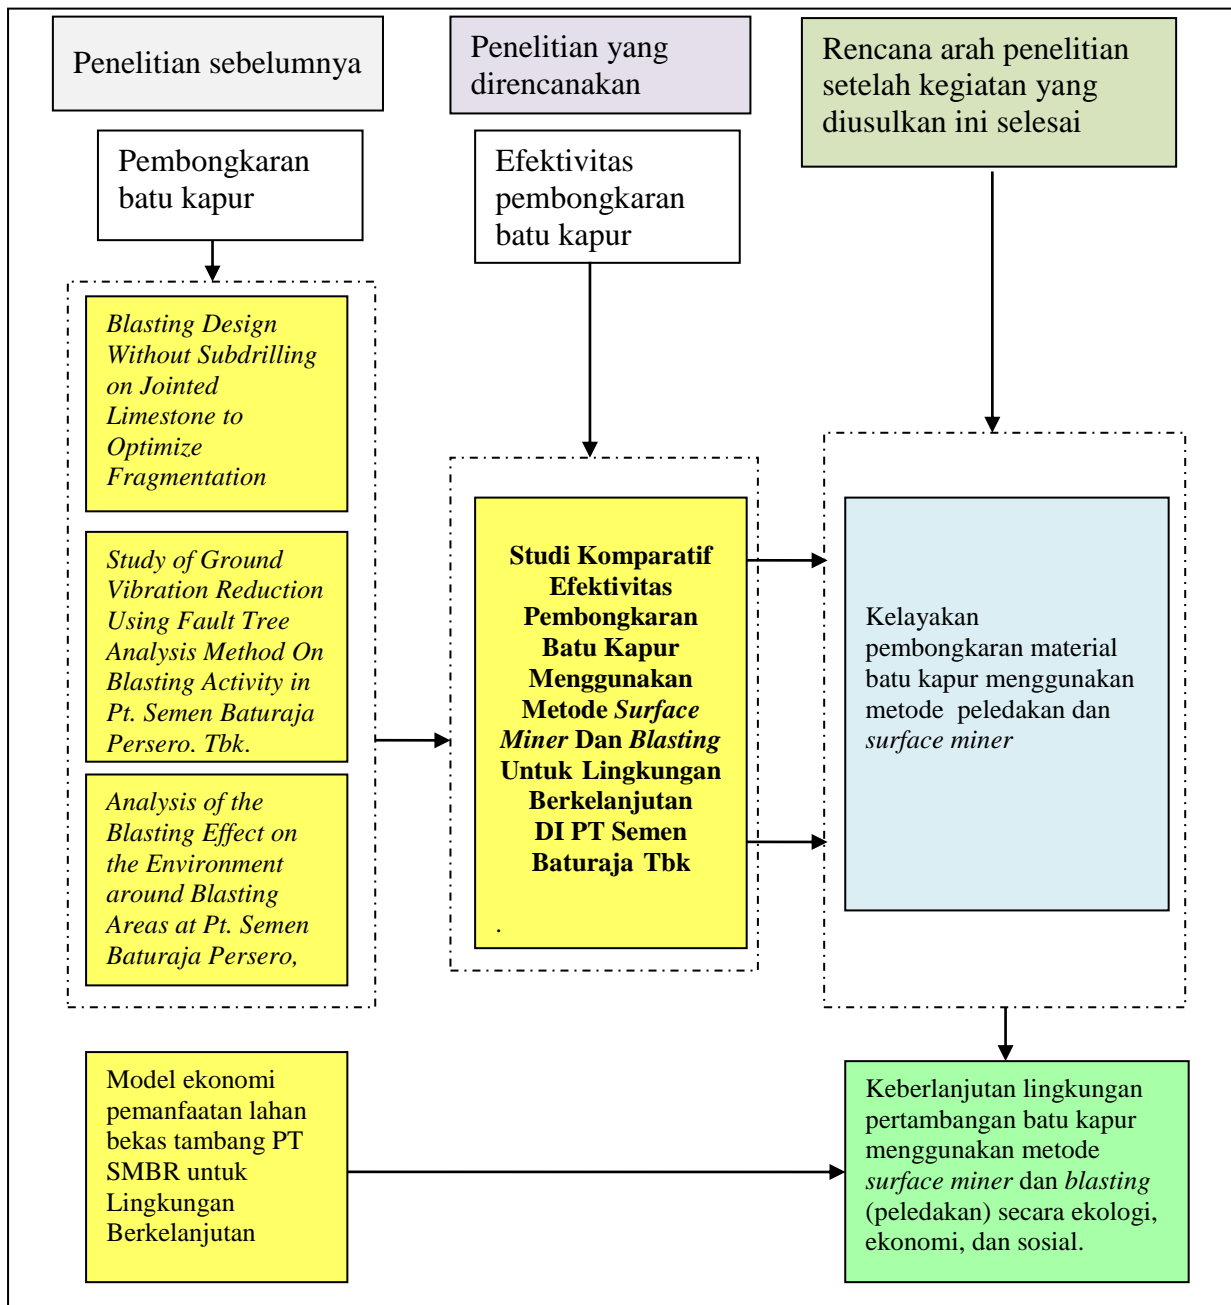 Penelitian sebelumnya
Penelitian yang
direncanakan
Rencana arah penelitian
setelah kegiatan yang
diusulkan ini selesai
Pembongkaran
batu kapur
Efektivitas
pembongkaran
batu kapur
Blasting Design
Without Subdrilling
on Jointed
Limestone to
Optimize
Fragmentation
Study of Ground
Vibration Reduction
Using Fault Tree
Analysis Method On
Blasting Activity in
Pt. Semen Baturaja
Persero. Tbk.
Analysis of the
Blasting Effect on
the Environment
around Blasting
Areas at Pt. Semen
Baturaja Persero,
Studi Komparatif
Efektivitas
Pembongkaran
Batu Kapur
Menggunakan
Metode Surface
Miner Dan Blasting
Untuk Lingkungan
Berkelanjutan
DI PT Semen
Baturaja Tbk
.
Kelayakan
pembongkaran material
batu kapur menggunakan
metode peledakan dan
surface miner
Model ekonomi
pemanfaatan lahan
bekas tambang PT
SMBR untuk
Lingkungan
Berkelanjutan
Keberlanjutan lingkungan
pertambangan batu kapur
menggunakan metode
surface miner dan blasting
(peledakan) secara ekologi,
ekonomi, dan sosial.